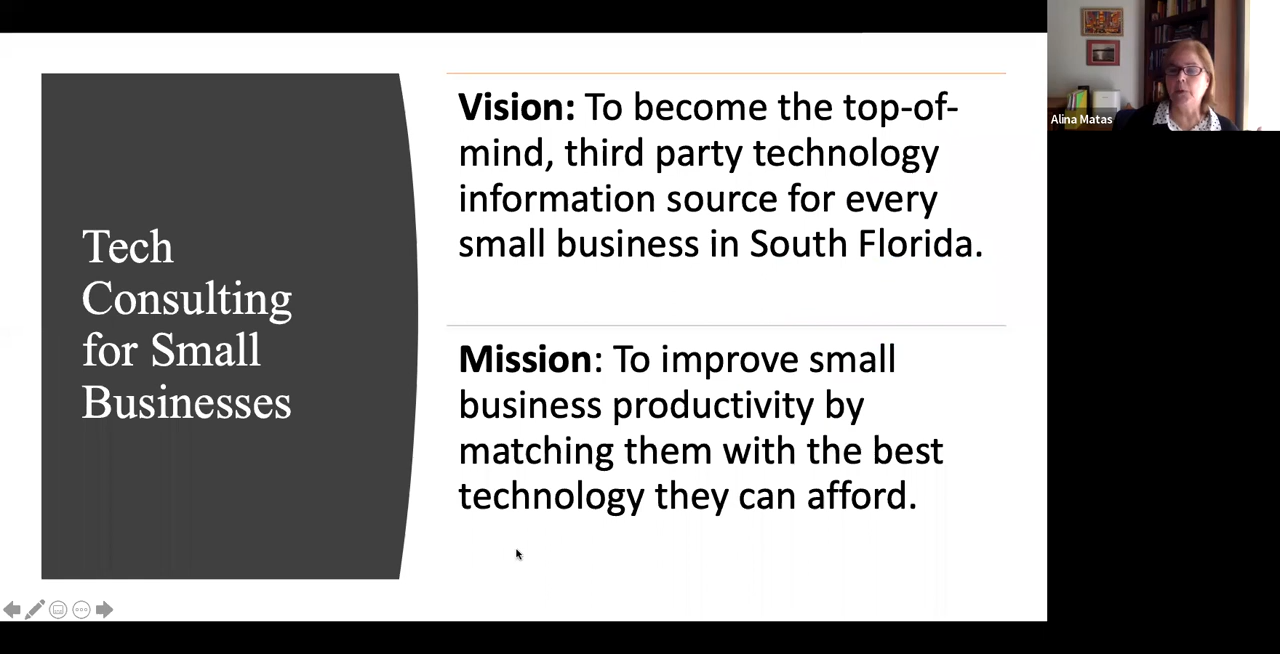 Tech
Consulting
for Small
Businesses
Vision: To become the top-of-
mind, third party technology
information source for every
small business in South Florida.
Mission: To improve small
business productivity by
matching them with the best
technology they can afford.
Alina Matas